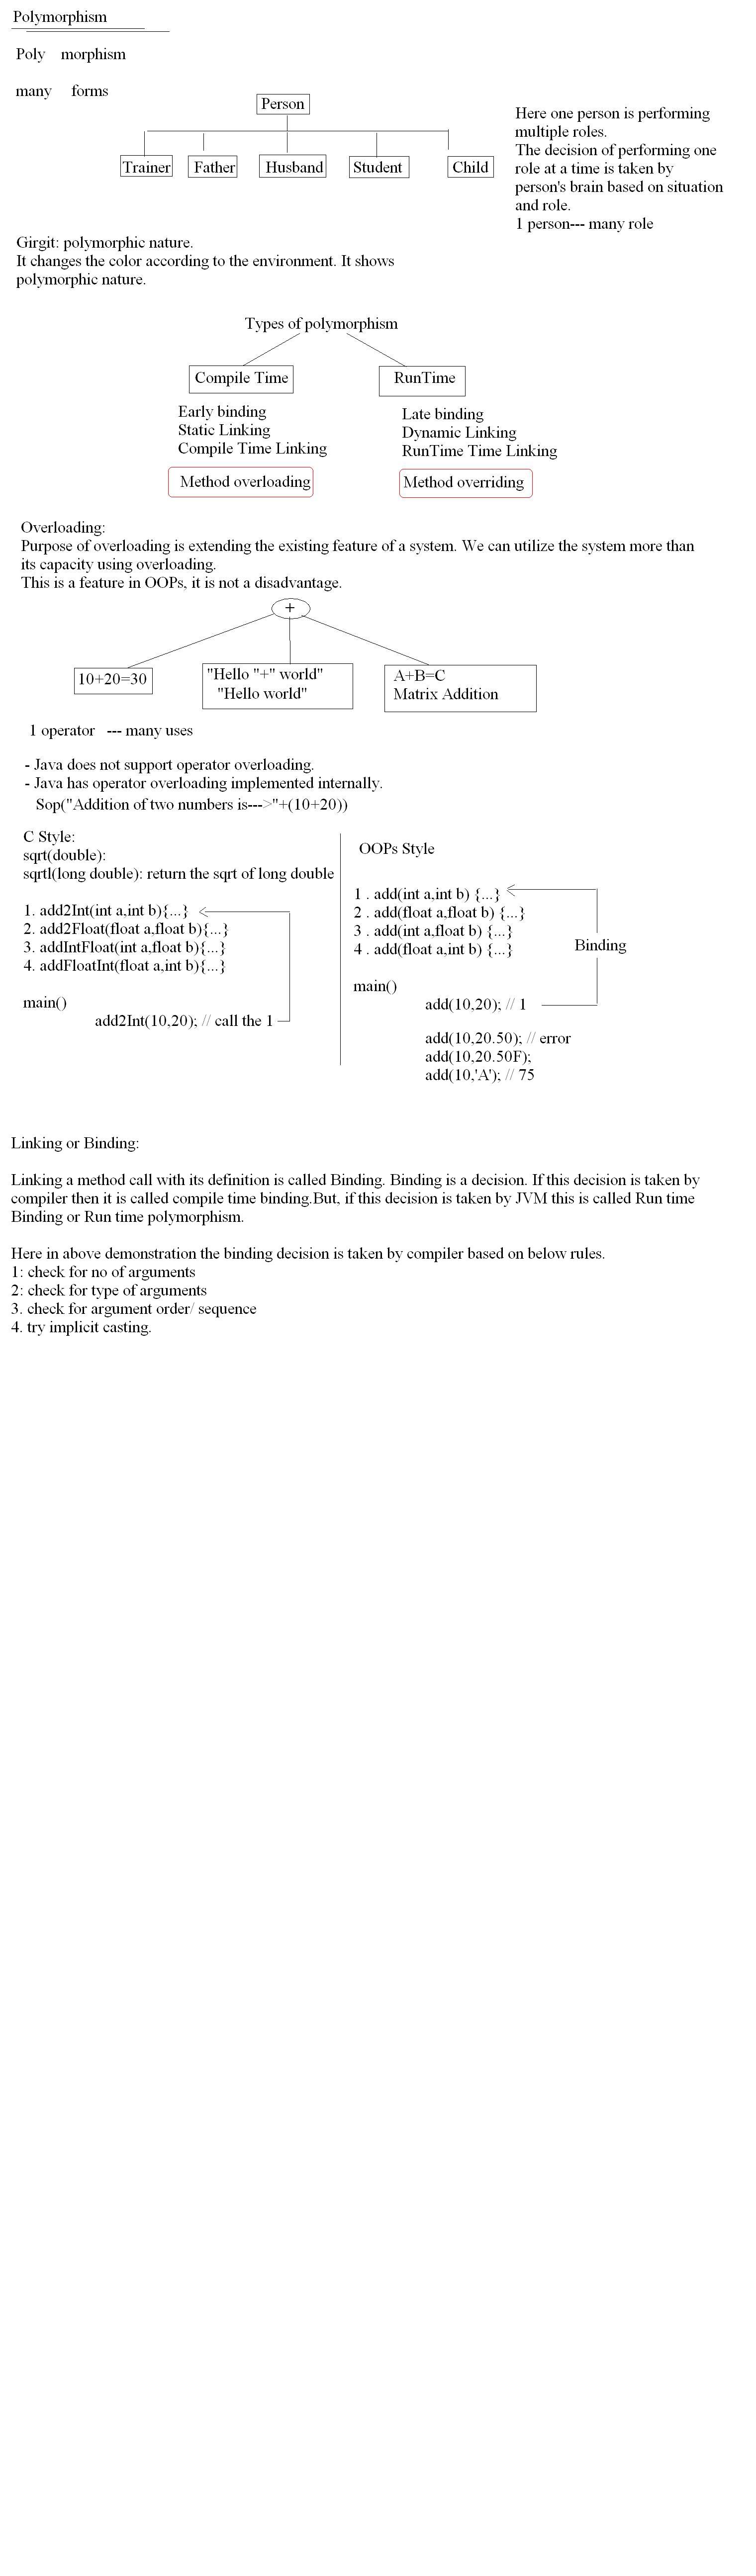 Polymorphism
Poly morphism
many forms
Person
Trainer Father Husband Student Child
Here one person is performing
multiple roles.
The decision of performing one
role at a time is taken by
person's brain based on situation
and role.
1 person--- many role
Girgit: polymorphic nature.
It changes the color according to the environment. It shows
polymorphic nature.
Types of polymorphism
Compile Time
Early binding
Static Linking
Compile Time Linking
Method overloading
RunTime
Late binding
Dynamic Linking
RunTime Time Linking
Method overriding
Overloading:
Purpose of overloading is extending the existing feature of a system. We can utilize the system more than
its capacity using overloading.
This is a feature in OOPs, it is not a disadvantage.
+
10+20=30
"Hello "+" world"
"Hello world"
A+B=C
Matrix Addition
1 operator --- many uses
- Java does not support operator overloading.
- Java has operator overloading implemented internally.
Sop("Addition of two numbers is--->"+(10+20))
C Style:
sqrt(double):
sqrtl(long double): return the sqrt of long double
1. add2Int(int a,int b){...}
2. add2Float(float a,float b){...}
3. addIntFloat(int a,float b){...}
4. addFloatInt(float a,int b){...}
main()
add2Int(10,20); // call the 1
OOPs Style
1 . add(int a,int b) {...}
2 . add(float a,float b) {...}
3 . add(int a,float b) {...}
4 . add(float a,int b) {...}
Binding
main()
add(10,20); // 1
add(10,20.50); // error
add(10,20.50F);
add(10,'A'); // 75
Linking or Binding:
Linking a method call with its definition is called Binding. Binding is a decision. If this decision is taken by
compiler then it is called compile time binding.But, if this decision is taken by JVM this is called Run time
Binding or Run time polymorphism.
Here in above demonstration the binding decision is taken by compiler based on below rules.
1: check for no of arguments
2: check for type of arguments
3. check for argument order/ sequence
4. try implicit casting.